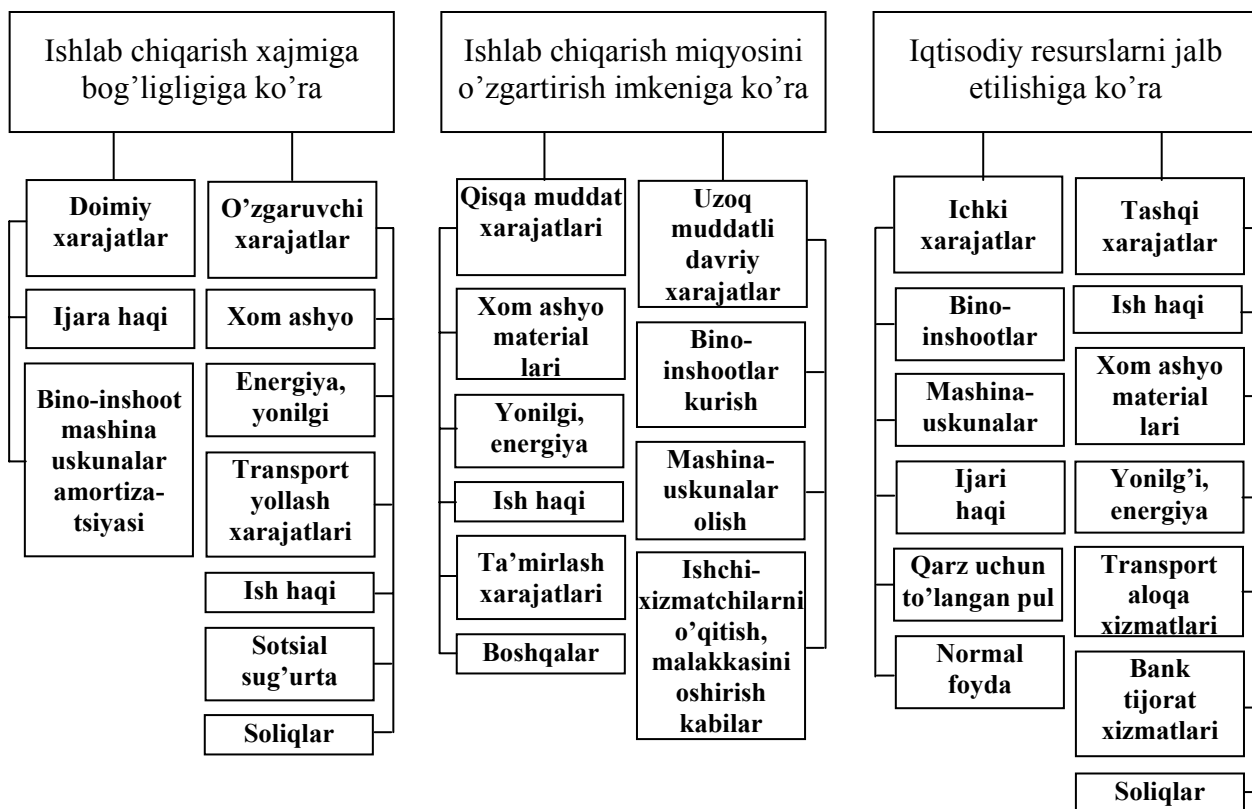 Ishlab chiqarish xajmiga
bog’ligligiga ko’ra
Doimiy
xarajatlar
Ijara haqi
Bino-inshoot
mashina
uskunalar
amortiza-
tsiyasi
O’zgaruvchi
xarajatlar
Xom ashyo
Energiya,
yonilgi
Transport
yollash
xarajatlari
Ish haqi
Sotsial
sug’urta
Soliqlar
Ishlab chiqarish miqyosini
o’zgartirish imkeniga ko’ra
Qisqa muddat
xarajatlari
Xom ashyo
material
lari
Yonilgi,
energiya
Ish haqi
Ta’mirlash
xarajatlari
Boshqalar
Uzoq
muddatli
davriy
xarajatlar
Bino-
inshootlar
kurish
Mashina-
uskunalar
olish
Ishchi-
xizmatchilarni
o’qitish,
malakkasini
oshirish
kabilar
Iqtisodiy resurslarni jalb
etilishiga ko’ra
Ichki
xarajatlar
Bino-
inshootlar
Mashina-
uskunalar
Ijari
haqi
Qarz uchun
to’langan pul
Normal
foyda
Tashqi
xarajatlar
Ish haqi
Xom ashyo
material
lari
Yonilg’i,
energiya
Transport
aloqa
xizmatlari
Bank
tijorat
xizmatlari
Soliqlar